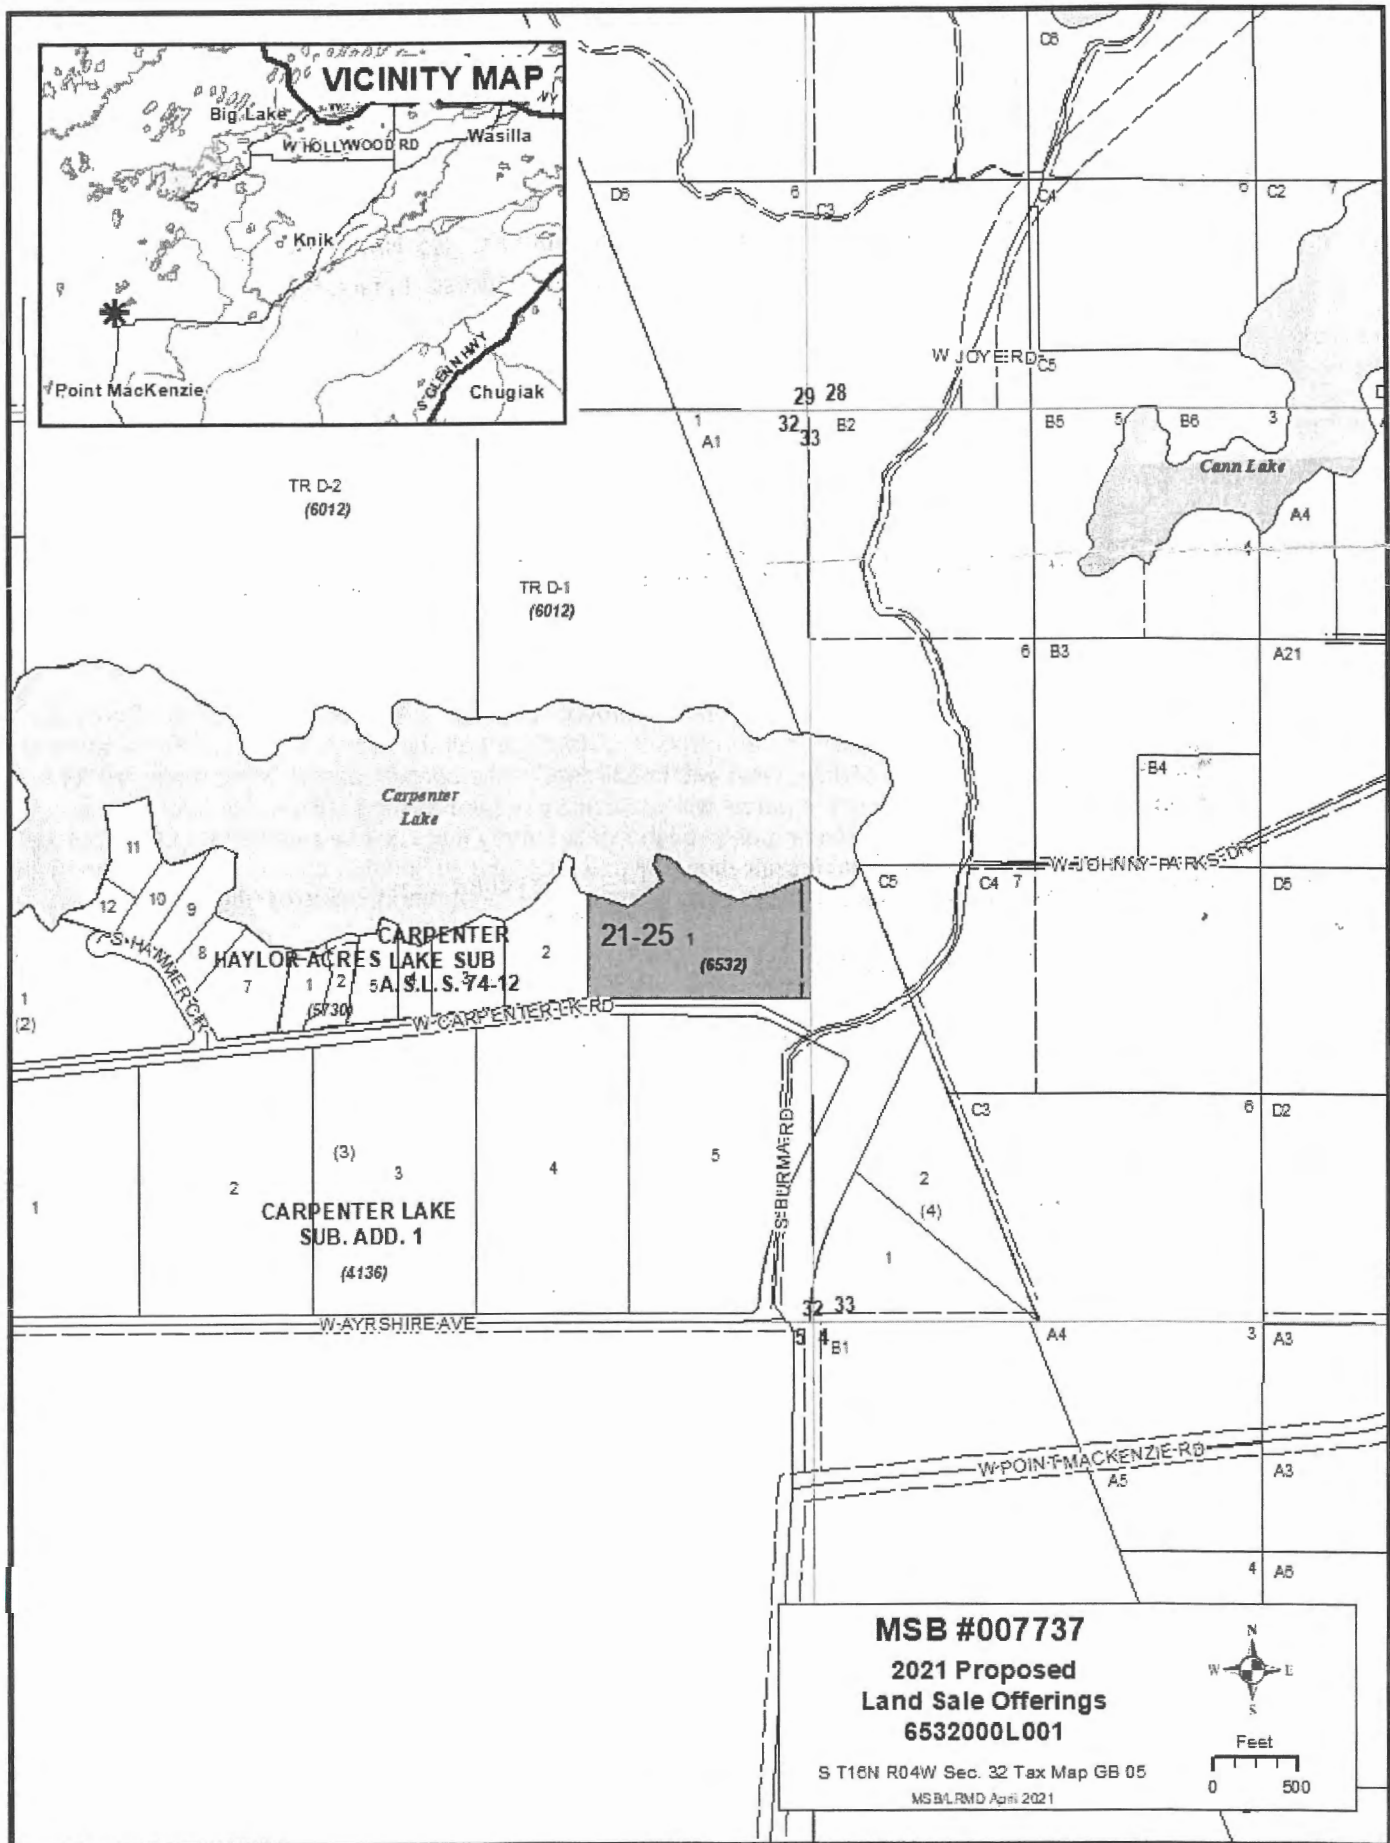 VICINITY MAP
Big Lake
W HOLLYWOOD RD
Wasilla
Knik
Point MacKenzie
S GLENN HWY
Chugiak
C6
D6
6
C3
C4
6
C2
7
W JOYE RD
C5
29
28
1
A1
32
33
B2
B5
5
B6
3
Cann Lake
A4
4
TR D-2
(6012)
TR D-1
(6012)
6
B3
A21
B4
Carpenter
Lake
W JOHNNY PARKS DR
C5
C4
7
D5
11
12
10
9
8
7
S HAMMER CIR
HAYLOR ACRES
1
2
(5730)
CARPENTER
LAKE SUB
A.S.L.S. 74-12
5
4
3
2
21-25
1
(6532)
1
(2)
W CARPENTER LK RD
C3
6
D2
S BURMA RD
1
2
(3)
3
4
5
CARPENTER LAKE
SUB. ADD. 1
(4136)
2
(4)
1
W AYRSHIRE AVE
32
33
5
4
B1
A4
3
A3
W POINT MACKENZIE RD
A5
A3
4
A6
MSB #007737
2021 Proposed
Land Sale Offerings
6532000L001
S T16N R04W Sec. 32 Tax Map GB 05
MSB/LRMD April 2021
N
W
E
S
Feet
0
500